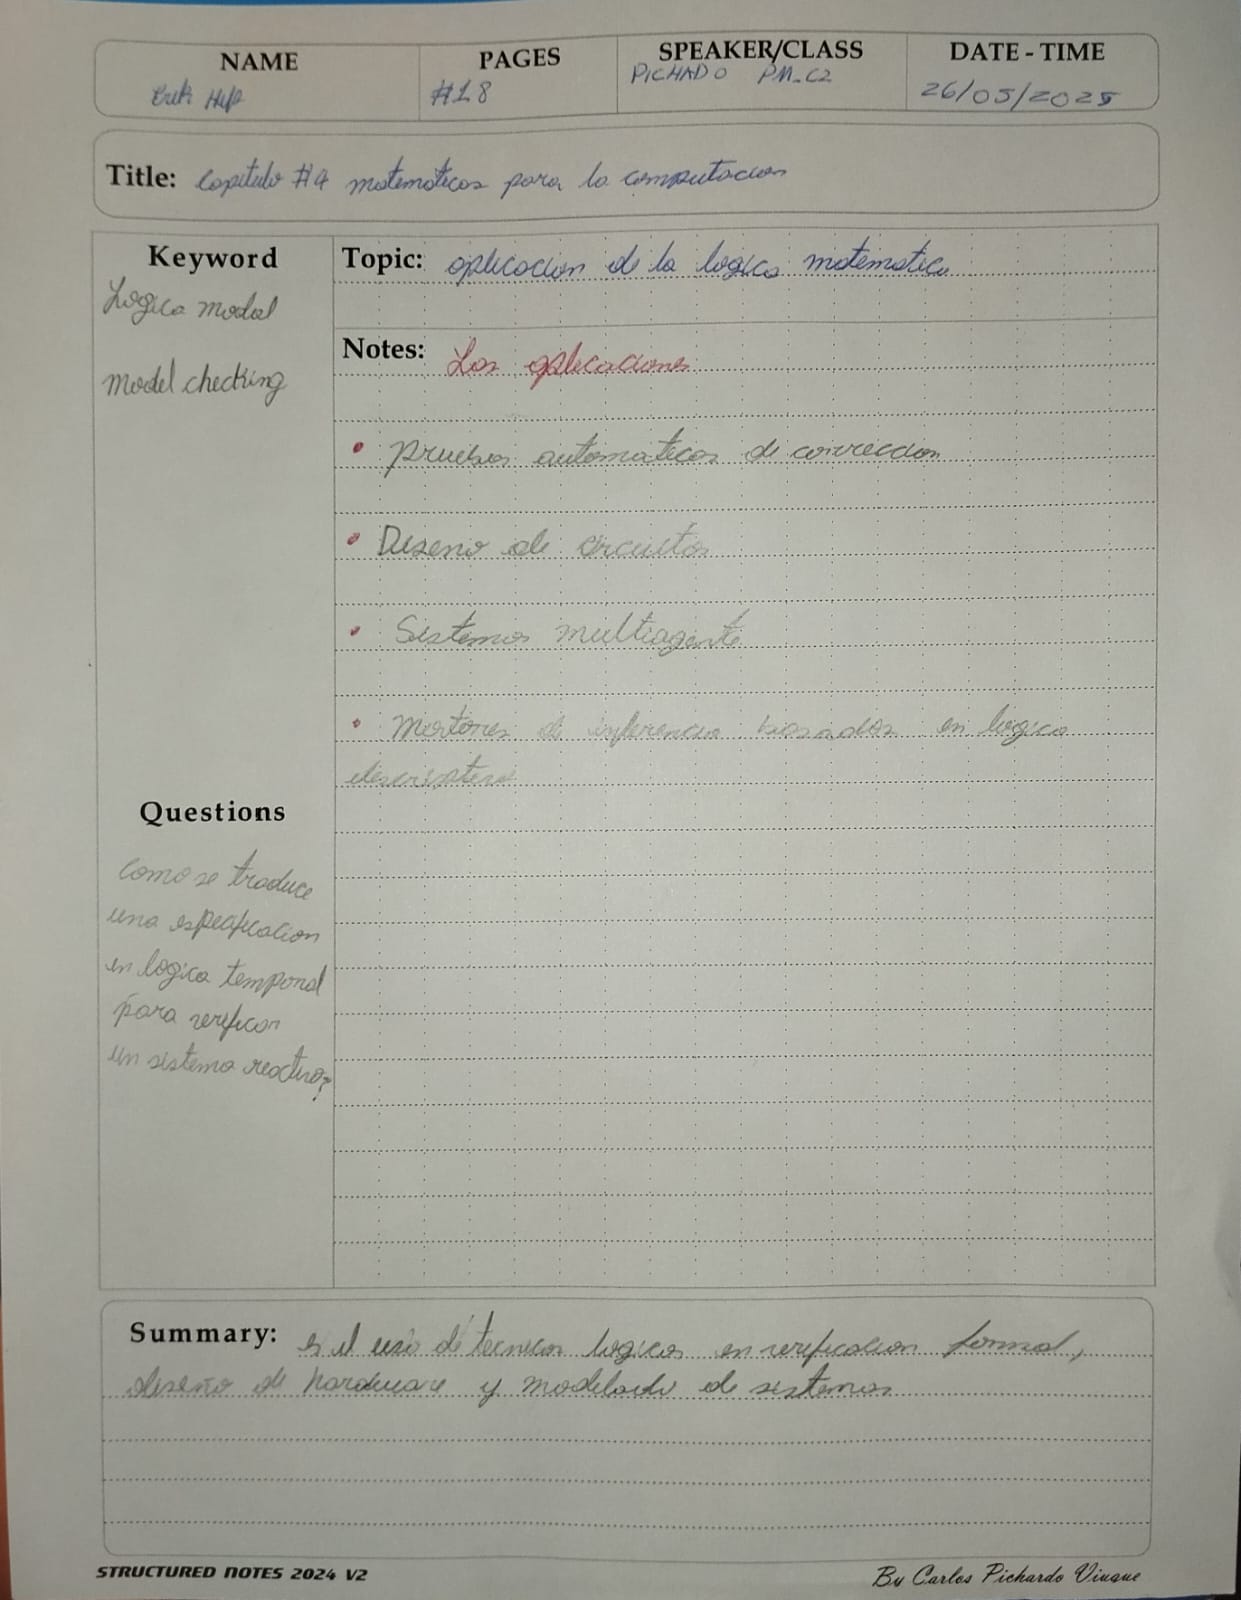 NAME PAGES SPEAKER/CLASS DATE - TIME
Erik #18 PICHADO PM_C2 26/05/2025
Title: Capitulo #4 matematicas para la computacion
Keyword
Logica modal
Model checking
Topic: aplicacion de la logica matematica
Notes: Las aplicaciones
• Pruebas automaticas de correccion
• Diseno de circuitos
• Sistemas multiagente
• Mortores de inferencia basados en logica
descriptiva
Questions
Como se traduce
una especificacion
en logica temporal
para verificar
un sistema reactivo?
Summary: es el uso de tecnicas logicas en verificacion formal,
diseño de hardware y modelado de sistemas
STRUCTURED NOTES 2024 V2
By Carlos Pichardo Viuque